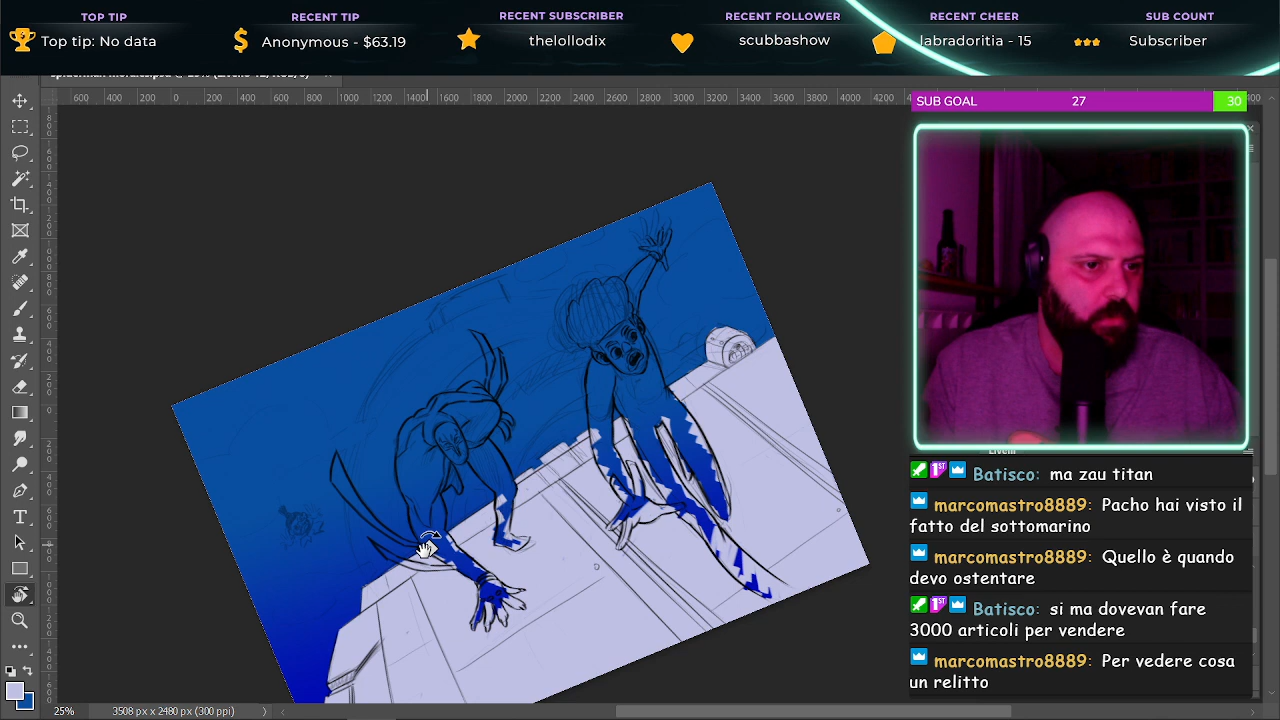 TOP TIP
Top tip: No data
RECENT TIP
Anonymous - $63.19
RECENT SUBSCRIBER
thelollodix
RECENT FOLLOWER
scubbashow
RECENT CHEER
labradoritia - 15
SUB COUNT
Subscriber
600 400 200 0 200 400 600 800 1000 1200 1400 1600 1800 2000 2200 2400 2600 2800 3000 3200 3400 3600 3800 4000 4200
SUB GOAL 27 30
Livelli
Batisco: ma zau titan
marcomastro8889: Pacho hai visto il
fatto del sottomarino
marcomastro8889: Quello è quando
devo ostentare
Batisco: si ma dovevan fare
3000 articoli per vendere
marcomastro8889: Per vedere cosa
un relitto
25% 3508 px x 2480 px (300 ppi)